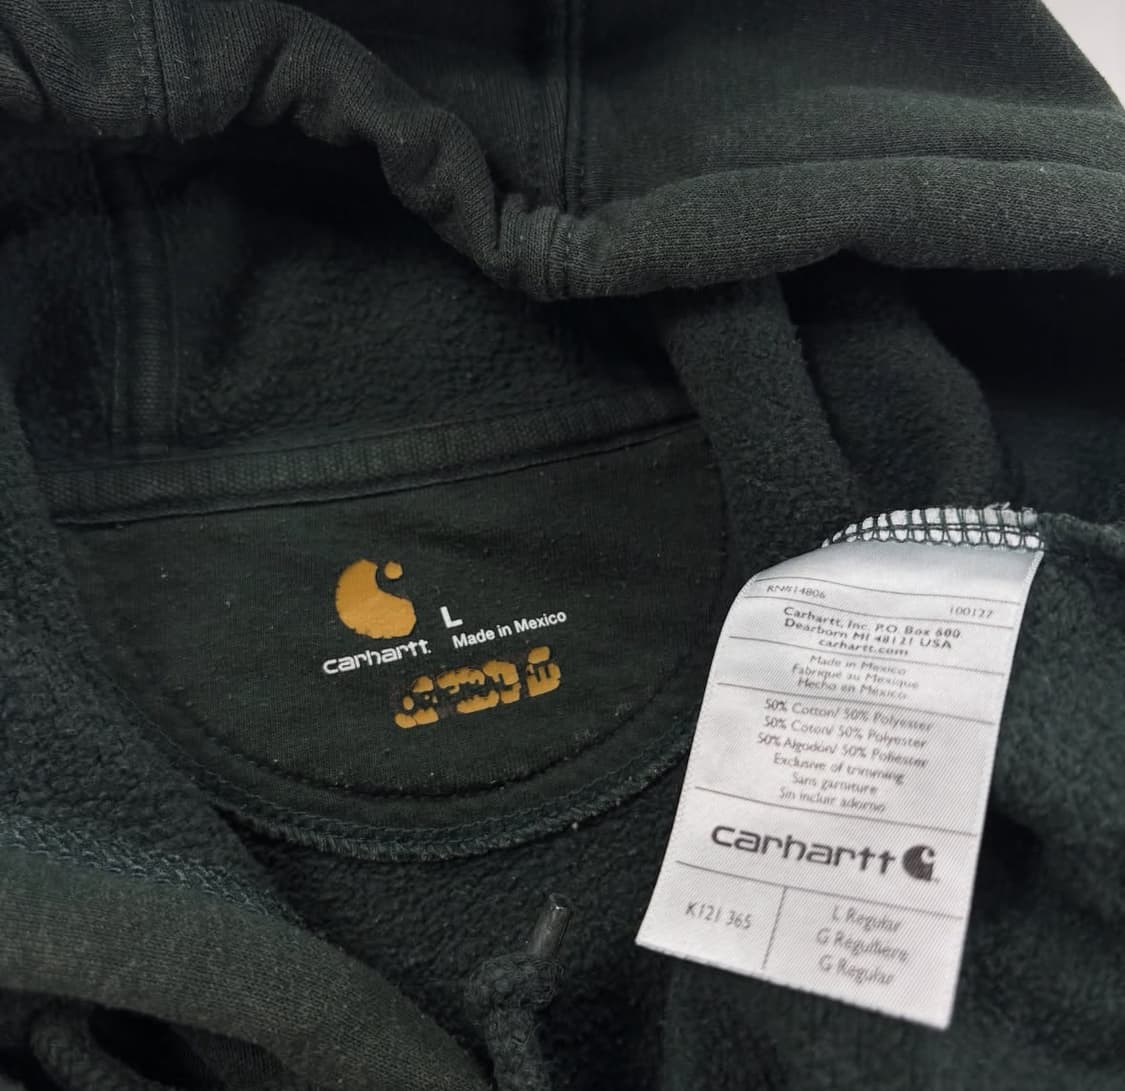 L
carhartt.
Made in Mexico
ORIGINAL FIT
RN#14806
100127
Carhartt, Inc. P.O. Box 600
Dearborn MI 48121 USA
carhartt.com
Made in Mexico
Fabriqué au Mexique
Hecho en Mexico
50% Cotton/ 50% Polyester
50% Coton/ 50% Polyester
50% Algodón/ 50% Poliester
Exclusive of trimming
Sans garniture
Sin incluir adorno
carhartt
K121 365
L Regular
G Régulière
G Regular